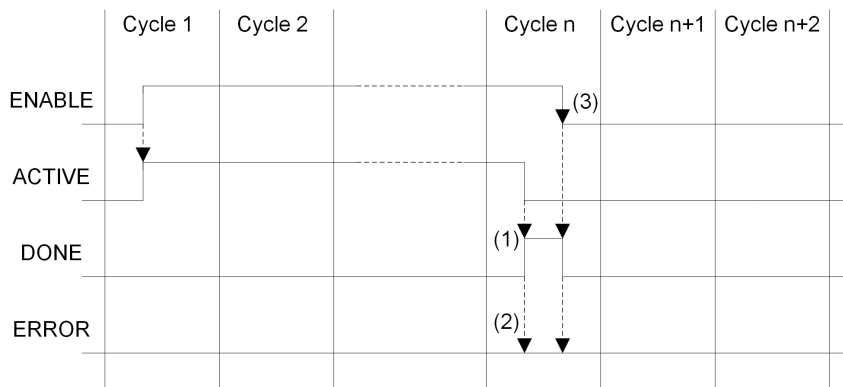 Cycle 1 Cycle 2 Cycle n Cycle n+1 Cycle n+2
ENABLE (3)
ACTIVE
(1)
DONE
(2)
ERROR